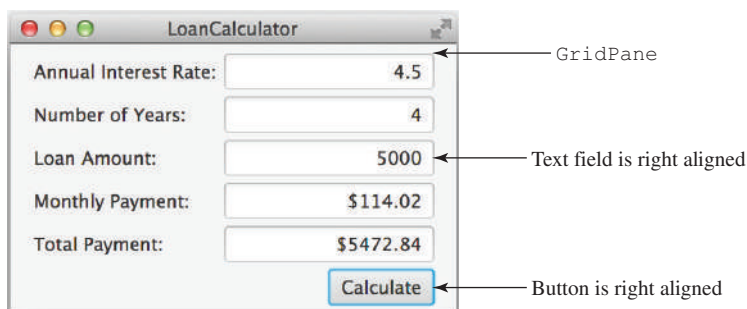 LoanCalculator
GridPane
Annual Interest Rate: 4.5
Number of Years: 4
Loan Amount: 5000
Text field is right aligned
Monthly Payment: $114.02
Total Payment: $5472.84
Calculate
Button is right aligned